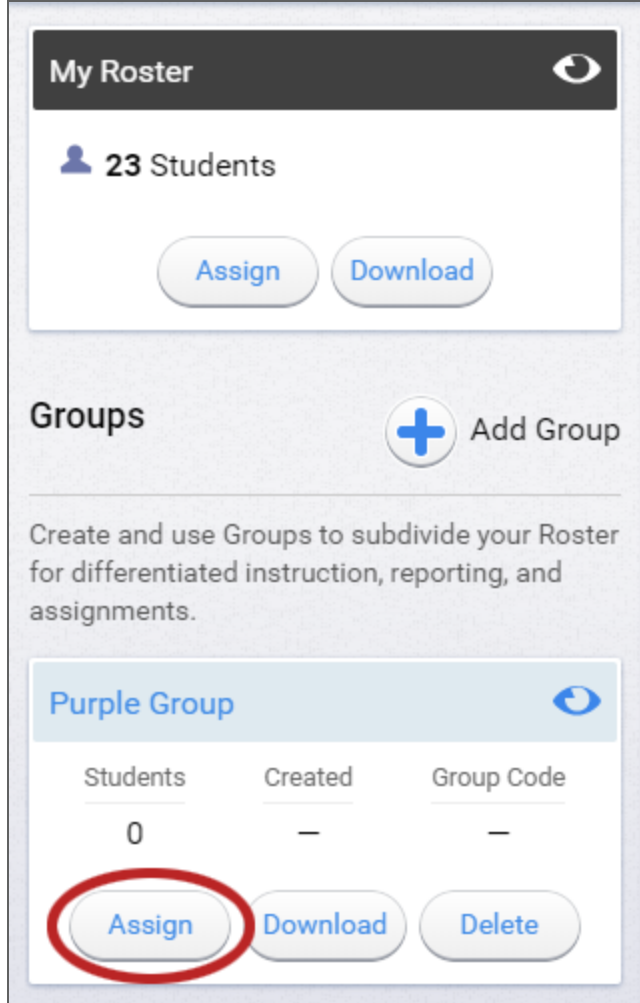 My Roster
23 Students
Assign Download
Groups
Add Group
Create and use Groups to subdivide your Roster
for differentiated instruction, reporting, and
assignments.
Purple Group
Students Created Group Code
0 – –
Assign Download Delete